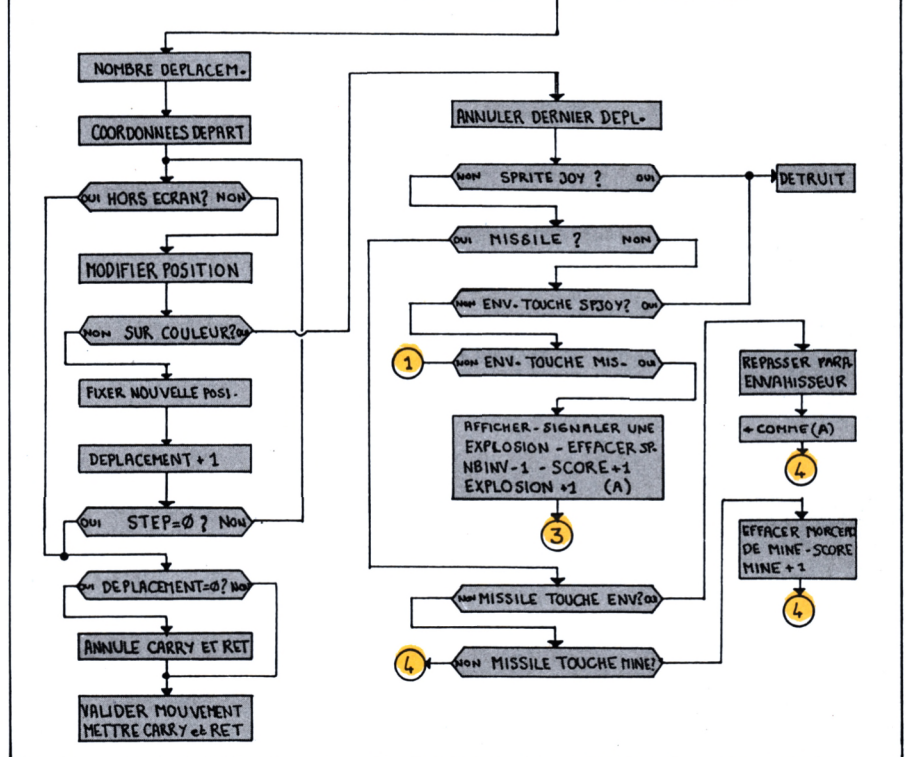 NOMBRE DEPLACEM.
COORDONNEES DEPART
OUI HORS ECRAN? NON
MODIFIER POSITION
NON SUR COULEUR? OUI
FIXER NOUVELLE POSI.
DEPLACEMENT + 1
OUI STEP=Ø? NON
OUI DEPLACEMENT=Ø? NON
ANNULE CARRY ET RET
VALIDER MOUVEMENT
METTRE CARRY et RET
ANNULER DERNIER DEPL.
NON SPRITE JOY ? OUI
DETRUIT
OUI MISSILE ? NON
NON ENV. TOUCHE SPJOY? OUI
1
NON ENV. TOUCHE MIS. OUI
AFFICHER-SIGNALER UNE
EXPLOSION - EFFACER SP.
NBINV-1 - SCORE+1
EXPLOSION +1 (A)
3
NON MISSILE TOUCHE ENV? OUI
4
NON MISSILE TOUCHE MINE?
REPASSER PARA.
ENVAHISSEUR
+ COMME (A)
4
EFFACER MORCEAU
DE MINE-SCORE
MINE +1
4